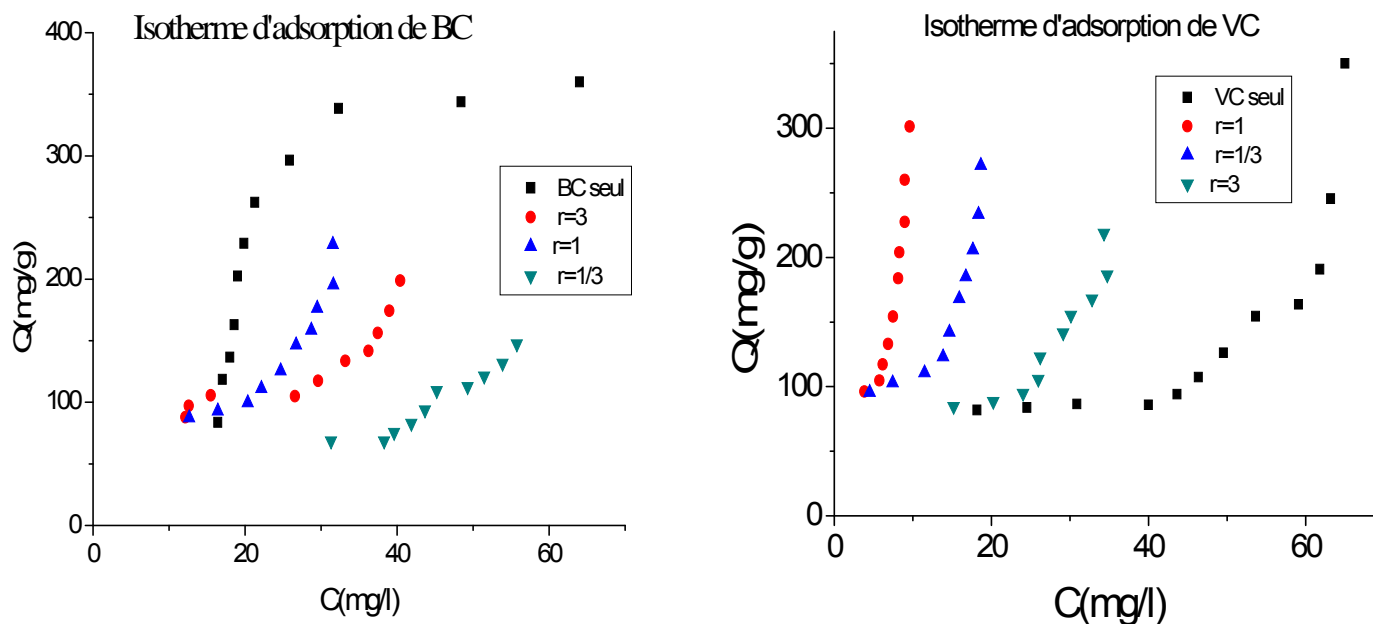 Isotherme d'adsorption de BC
400
300
200
100
0
Q(mg/g)
BC seul
r=3
r=1
r=1/3
0 20 40 60
C(mg/l)
Isotherme d'adsorption de VC
300
200
100
0
Q(mg/g)
VC seul
r=1
r=1/3
r=3
0 20 40 60
C(mg/l)